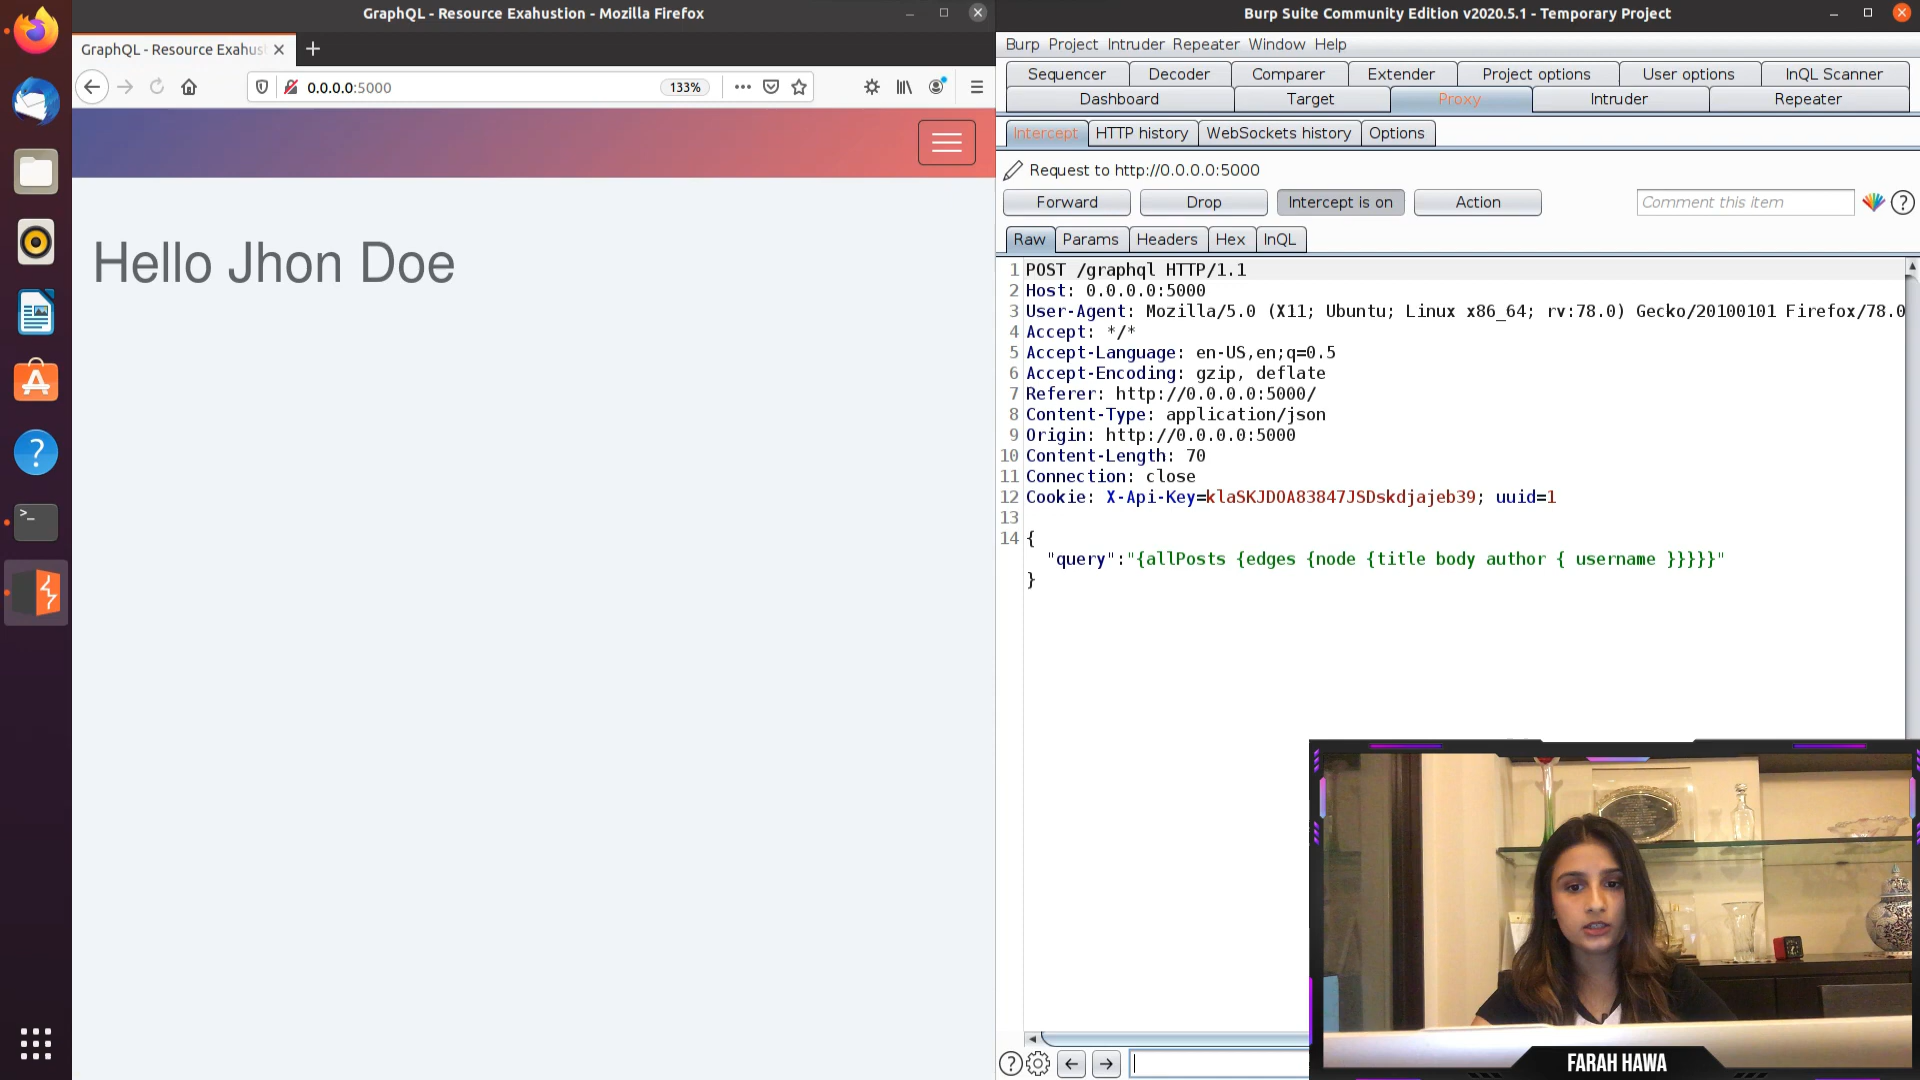 GraphQL - Resource Exahustion - Mozilla Firefox
GraphQL - Resource Exahus
0.0.0.0:5000
133%
Hello Jhon Doe
Burp Suite Community Edition v2020.5.1 - Temporary Project
Burp Project Intruder Repeater Window Help
Sequencer Decoder Comparer Extender Project options User options InQL Scanner
Dashboard Target Proxy Intruder Repeater
Intercept HTTP history WebSockets history Options
Request to http://0.0.0.0:5000
Forward Drop Intercept is on Action Comment this item
Raw Params Headers Hex InQL
1 POST /graphql HTTP/1.1
2 Host: 0.0.0.0:5000
3 User-Agent: Mozilla/5.0 (X11; Ubuntu; Linux x86_64; rv:78.0) Gecko/20100101 Firefox/78.0
4 Accept: */*
5 Accept-Language: en-US,en;q=0.5
6 Accept-Encoding: gzip, deflate
7 Referer: http://0.0.0.0:5000/
8 Content-Type: application/json
9 Origin: http://0.0.0.0:5000
10 Content-Length: 70
11 Connection: close
12 Cookie: X-Api-Key=klaSKJDOA83847JSDskdjajeb39; uuid=1
13
14 {
"query":"{allPosts {edges {node {title body author { username }}}}}"
}
FARAH HAWA